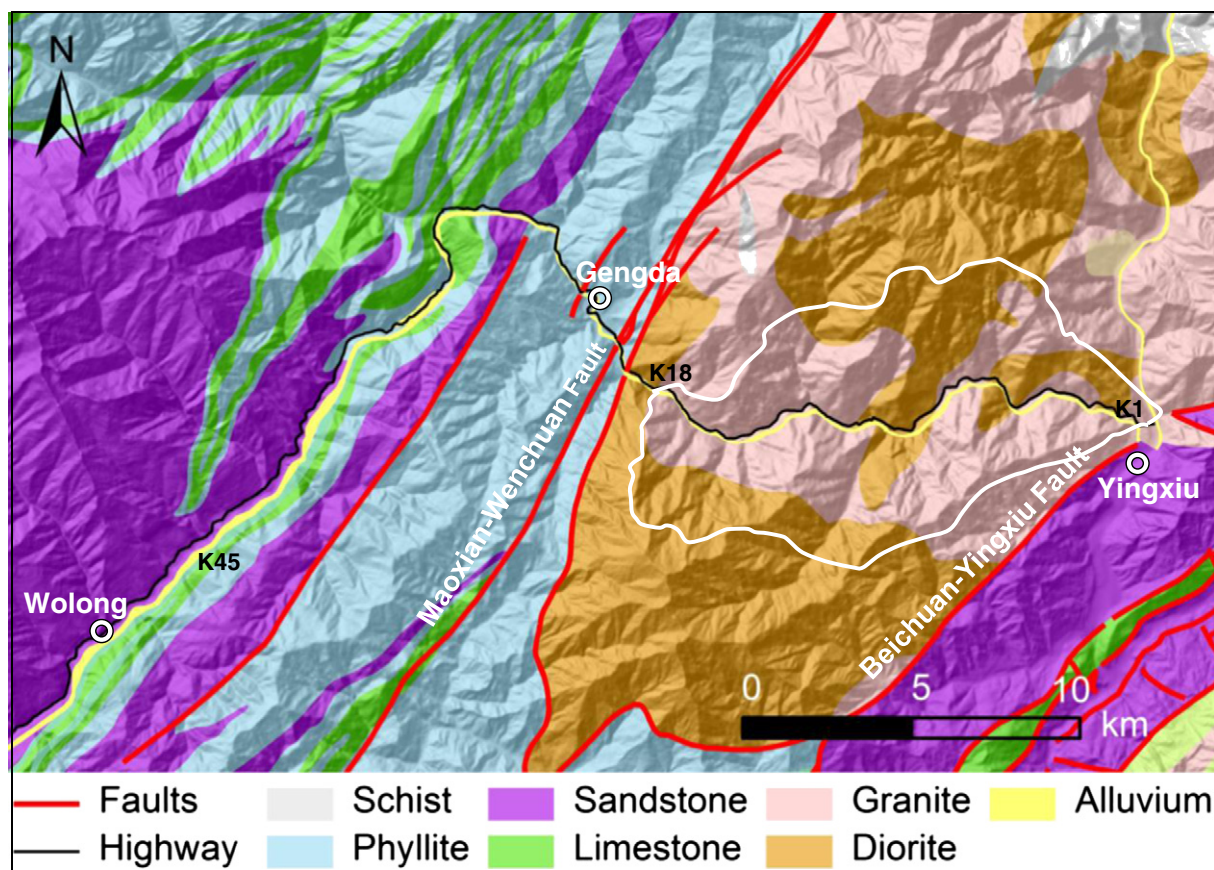 N
Gengda
K18
K1
Yingxiu
Maoxian-Wenchuan Fault
Beichuan-Yingxiu Fault
K45
Wolong
0 5 10
km
Faults Schist Sandstone Granite Alluvium
Highway Phyllite Limestone Diorite